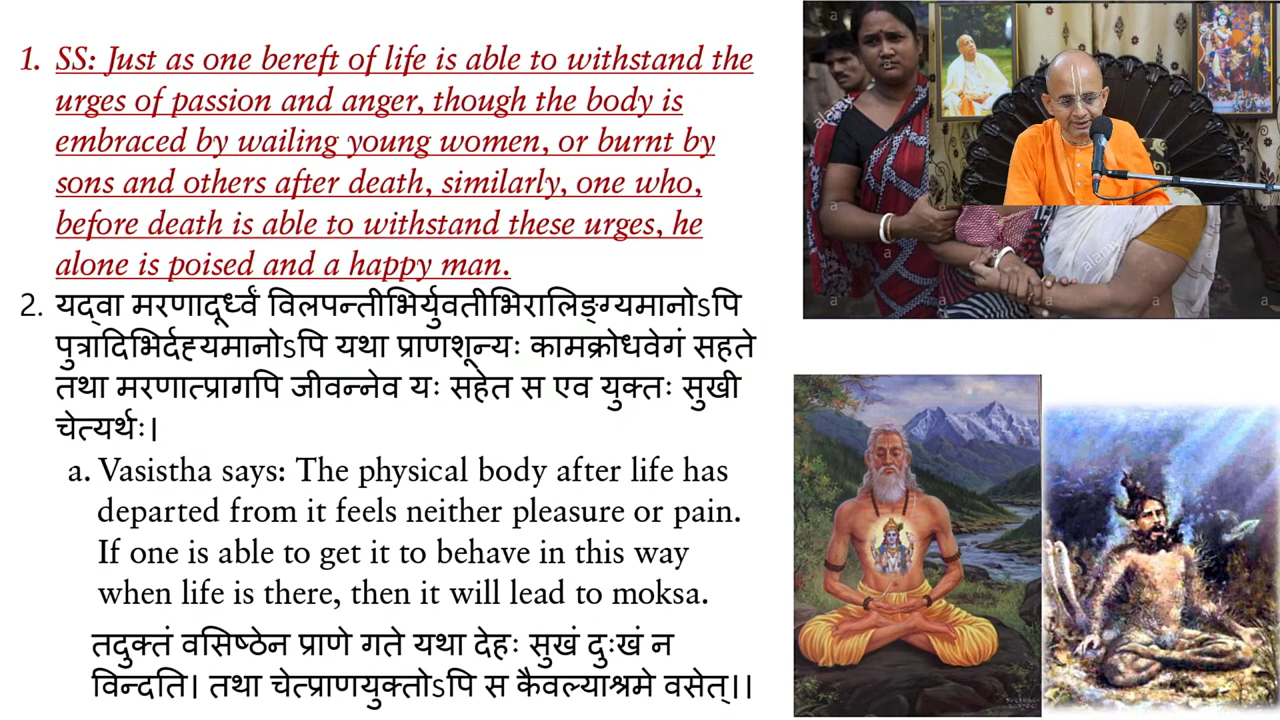 1. SS: Just as one bereft of life is able to withstand the
urges of passion and anger, though the body is
embraced by wailing young women, or burnt by
sons and others after death, similarly, one who,
before death is able to withstand these urges, he
alone is poised and a happy man.
2. यद्वा मरणादूर्ध्वं विलपन्तीभिर्युवतीभिरालिङ्ग्यमानोऽपि
पुत्रादिभिर्दह्यमानोऽपि यथा प्राणशून्यः कामक्रोधवेगं सहते
तथा मरणात्प्रागपि जीवन्नेव यः सहेत स एव युक्तः सुखी
चेत्यर्थः।
a. Vasistha says: The physical body after life has
departed from it feels neither pleasure or pain.
If one is able to get it to behave in this way
when life is there, then it will lead to moksa.
तदुक्तं वसिष्ठेन प्राणे गते यथा देहः सुखं दुःखं न
विन्दति। तथा चेत्प्राणयुक्तोऽपि स कैवल्याश्रमे वसेत्।।
alamy
a